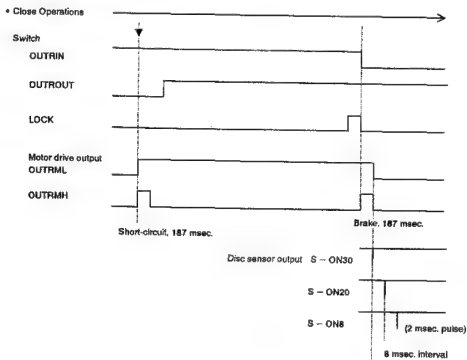 • Close Operations
Switch
OUTRIN
OUTROUT
LOCK
Motor drive output
OUTRML
OUTRMH
Short-circuit, 187 msec.
Brake, 187 msec.
Disc sensor output S – ON30
S – ON20
S – ON8
(2 msec. pulse)
8 msec. interval